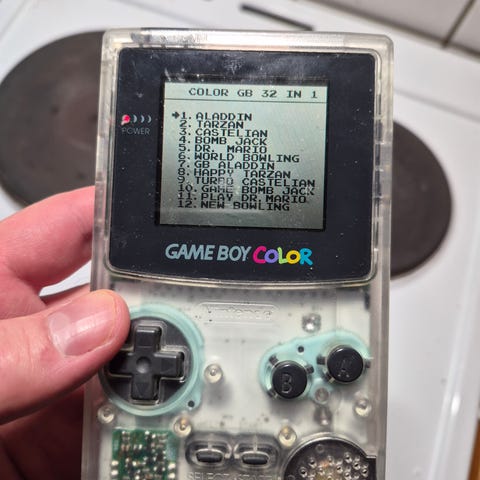 COLOR GB 32 IN 1
1. ALADDIN
2. TARZAN
3. CASTELIAN
4. BOMB JACK
5. DR. MARIO
6. WORLD BOWLING
7. GB ALADDIN
8. HAPPY TARZAN
9. TURBO CASTELIAN
10. GAME BOMB JACK
11. PLAY DR.MARIO
12. NEW BOWLING
POWER
GAME BOY COLOR
Nintendo
B A
SELECT START